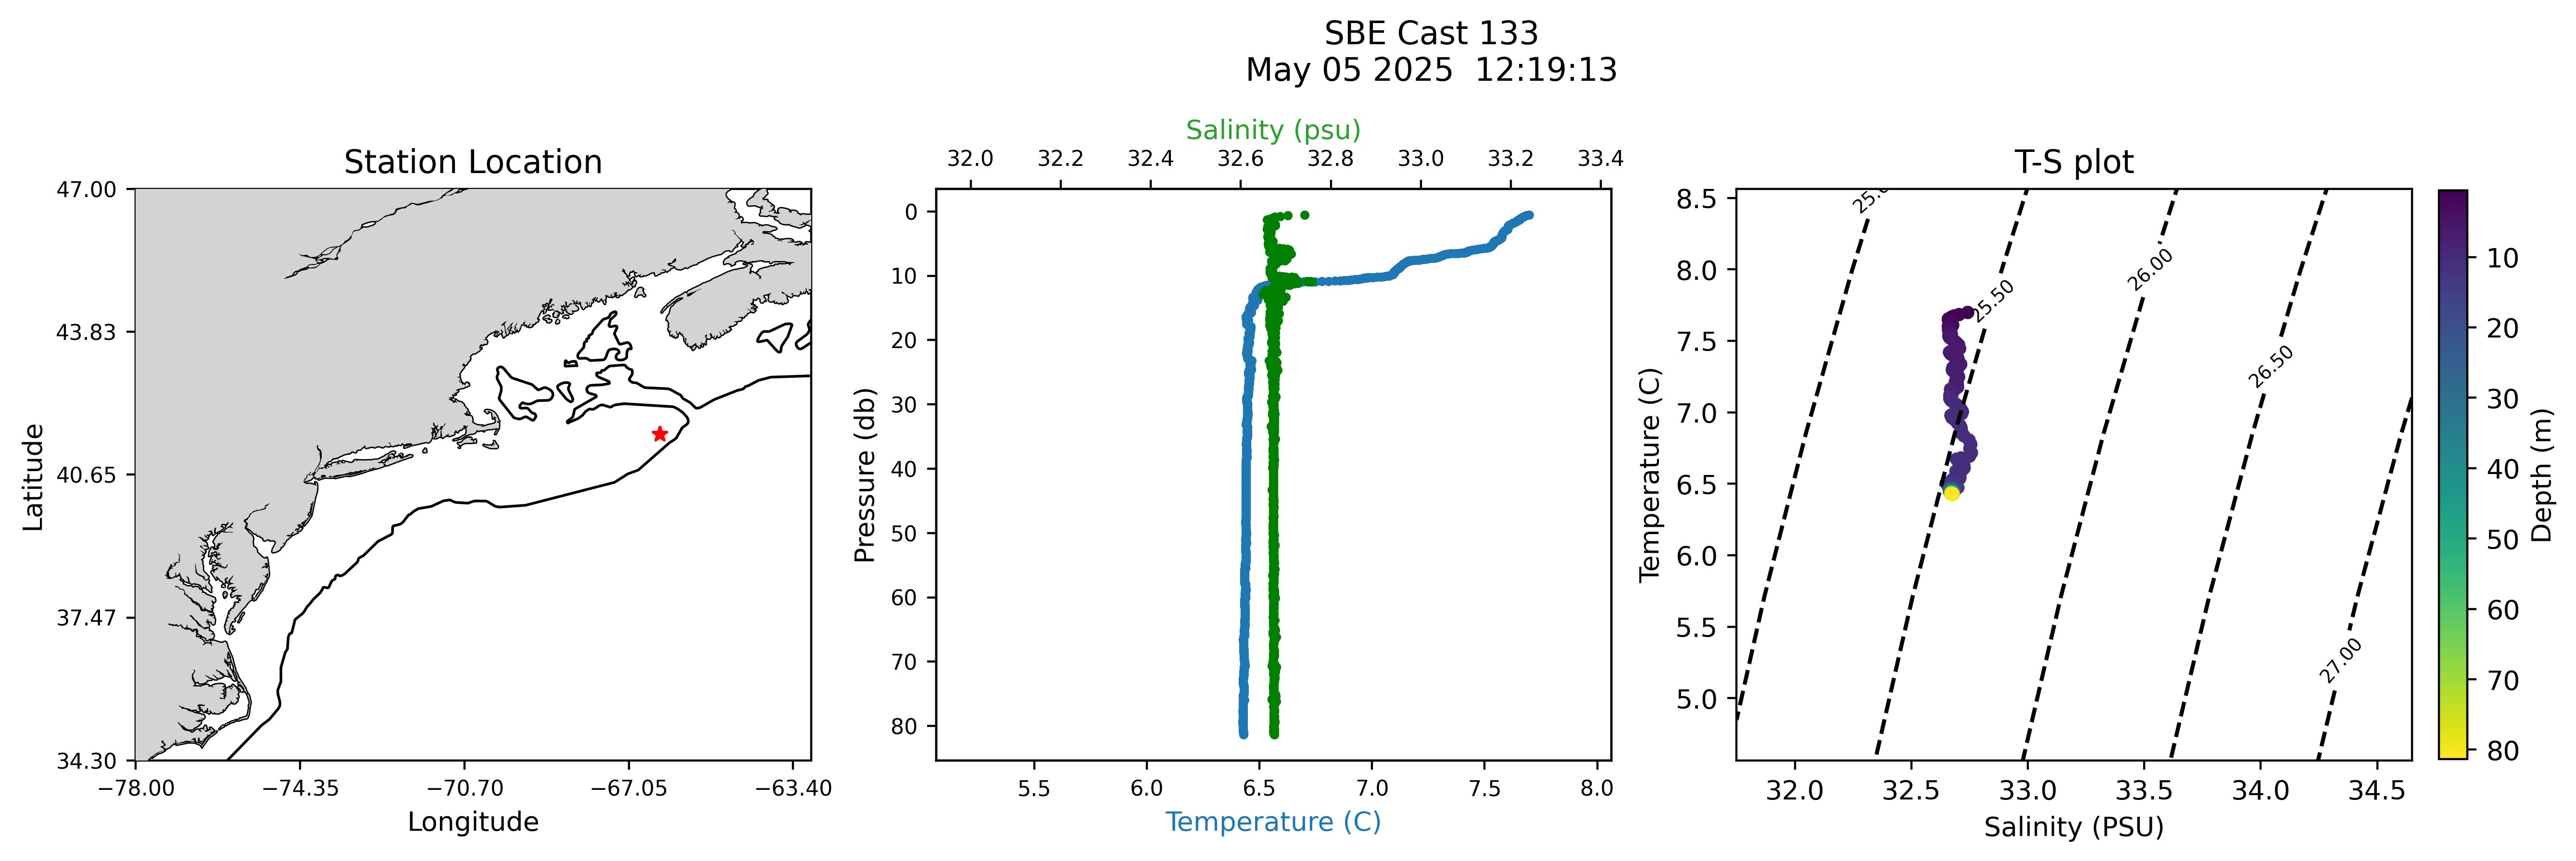 SBE Cast 133
May 05 2025  12:19:13
Station Location
47.00
43.83
40.65
37.47
34.30
Latitude
−78.00 −74.35 −70.70 −67.05 −63.40
Longitude
Salinity (psu)
32.0 32.2 32.4 32.6 32.8 33.0 33.2 33.4
0
10
20
30
40
50
60
70
80
Pressure (db)
5.5 6.0 6.5 7.0 7.5 8.0
Temperature (C)
T-S plot
8.5
8.0
7.5
7.0
6.5
6.0
5.5
5.0
Temperature (C)
25.50
26.00
26.50
27.00
32.0 32.5 33.0 33.5 34.0 34.5
Salinity (PSU)
10
20
30
40
50
60
70
80
Depth (m)